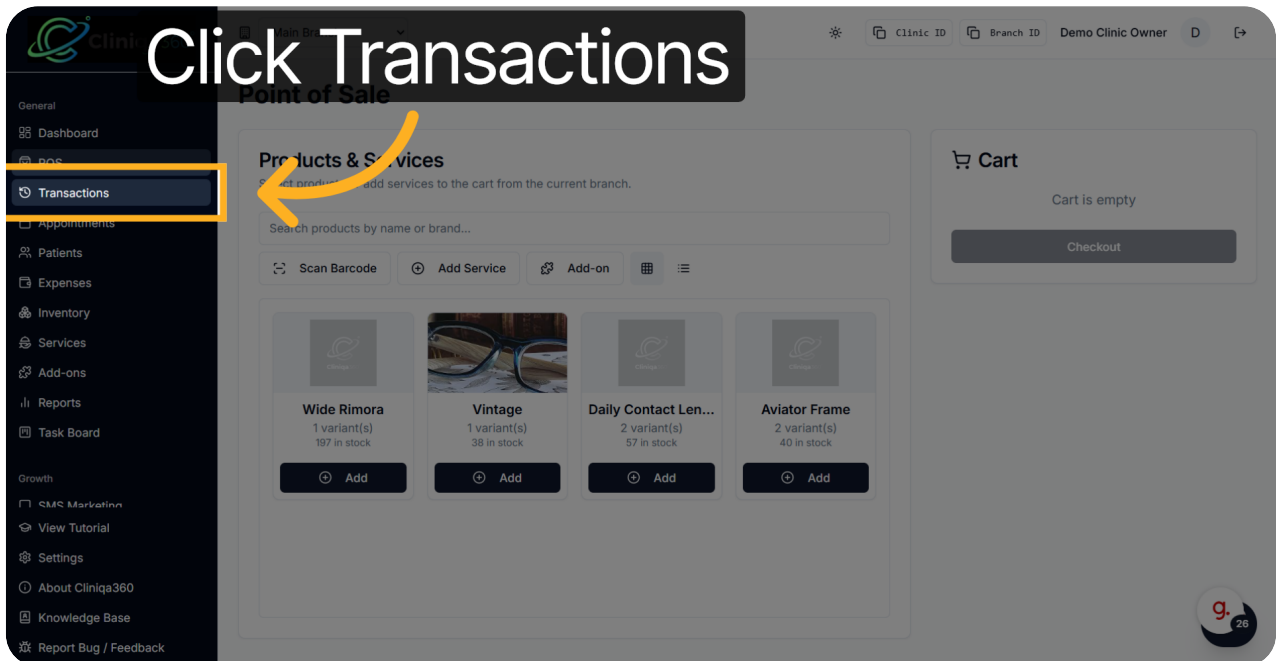 Cliniqa360
Main Branch
Click Transactions
Clinic ID
Branch ID
Demo Clinic Owner
D
General
Dashboard
POS
Transactions
Appointments
Patients
Expenses
Inventory
Services
Add-ons
Reports
Task Board
Growth
SMS Marketing
View Tutorial
Settings
About Cliniqa360
Knowledge Base
Report Bug / Feedback
Point of Sale
Products & Services
Select products or add services to the cart from the current branch.
Search products by name or brand...
Scan Barcode
Add Service
Add-on
Wide Rimora
1 variant(s)
197 in stock
Add
Vintage
1 variant(s)
38 in stock
Add
Daily Contact Len...
2 variant(s)
57 in stock
Add
Aviator Frame
2 variant(s)
40 in stock
Add
Cart
Cart is empty
Checkout
g.
26